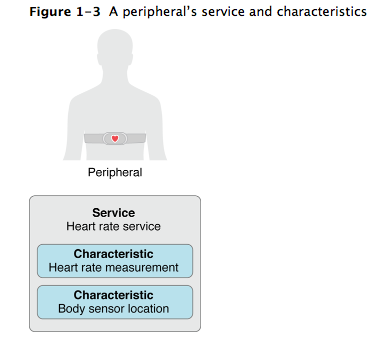 Figure 1-3 A peripheral's service and characteristics
Peripheral
Service
Heart rate service
Characteristic
Heart rate measurement
Characteristic
Body sensor location